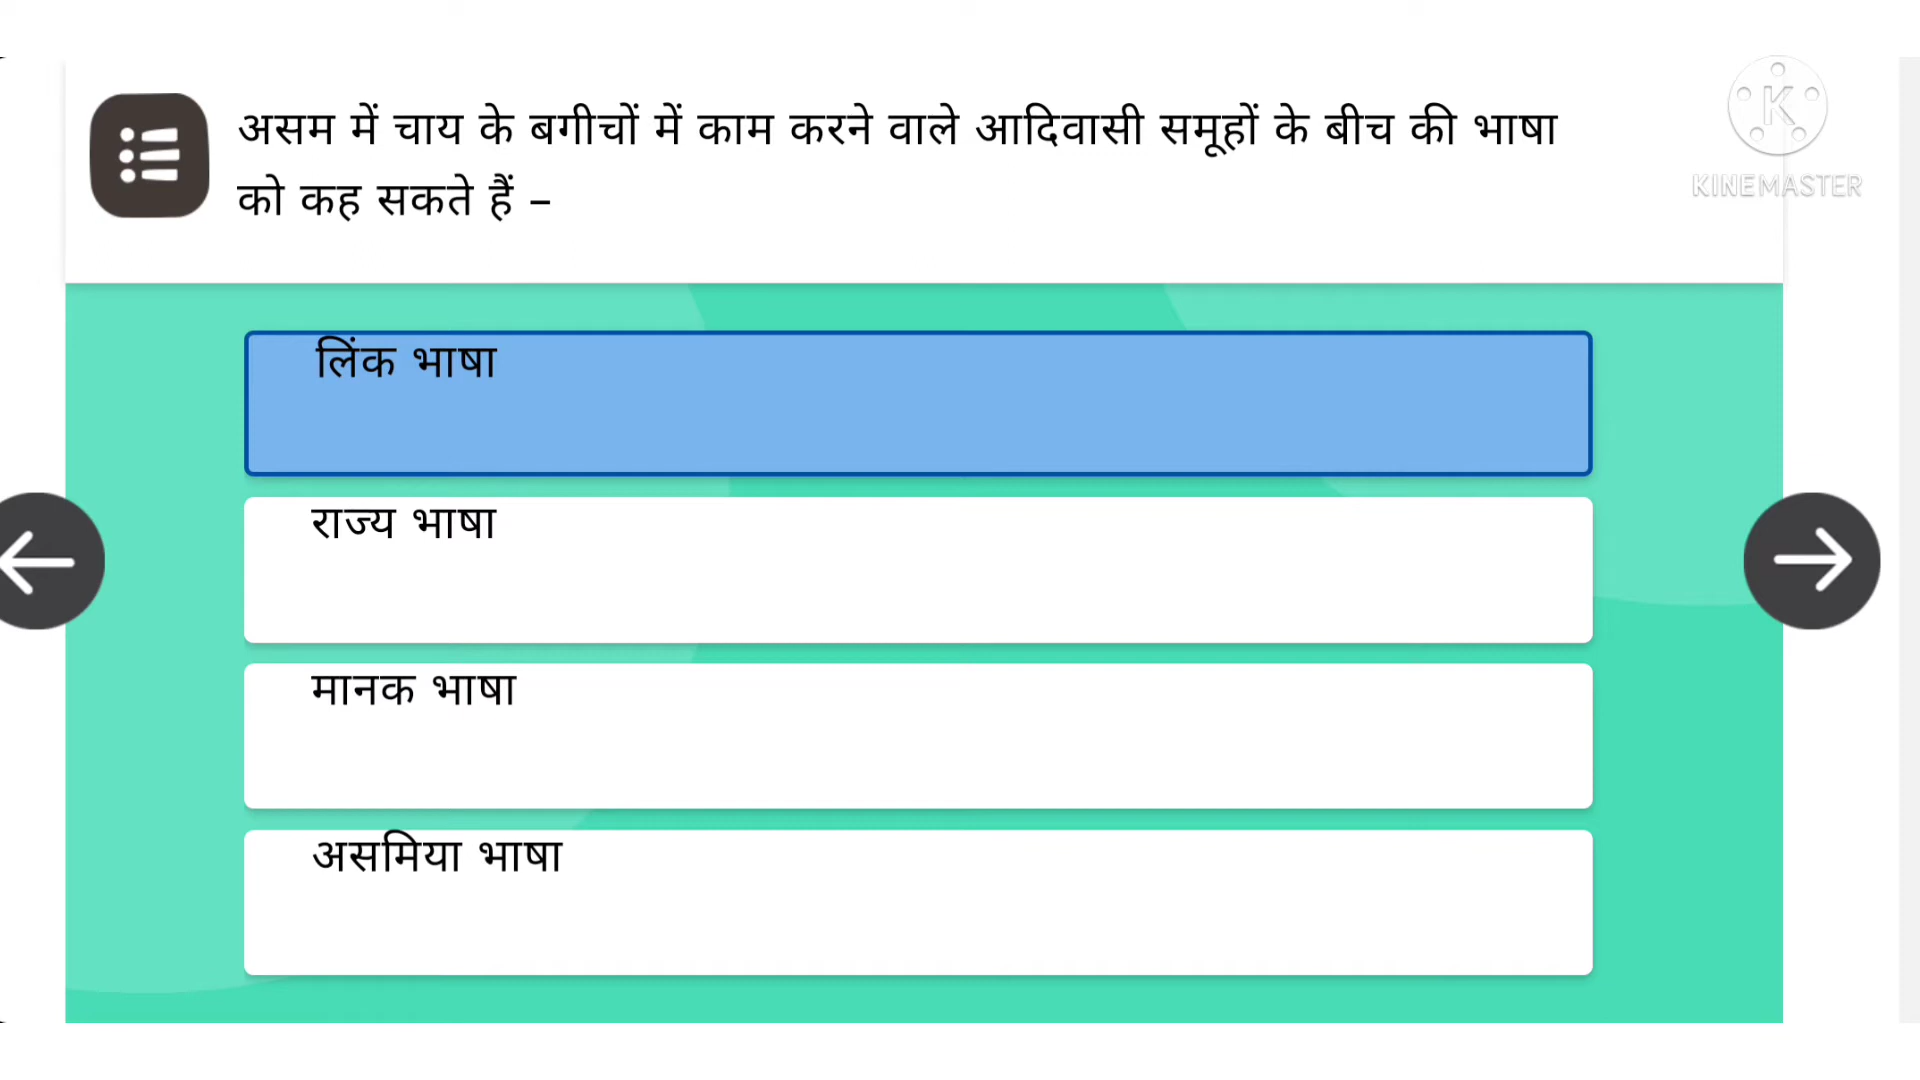 असम में चाय के बगीचों में काम करने वाले आदिवासी समूहों के बीच की भाषा
को कह सकते हैं –
K
KINEMASTER
लिंक भाषा
राज्य भाषा
मानक भाषा
असमिया भाषा